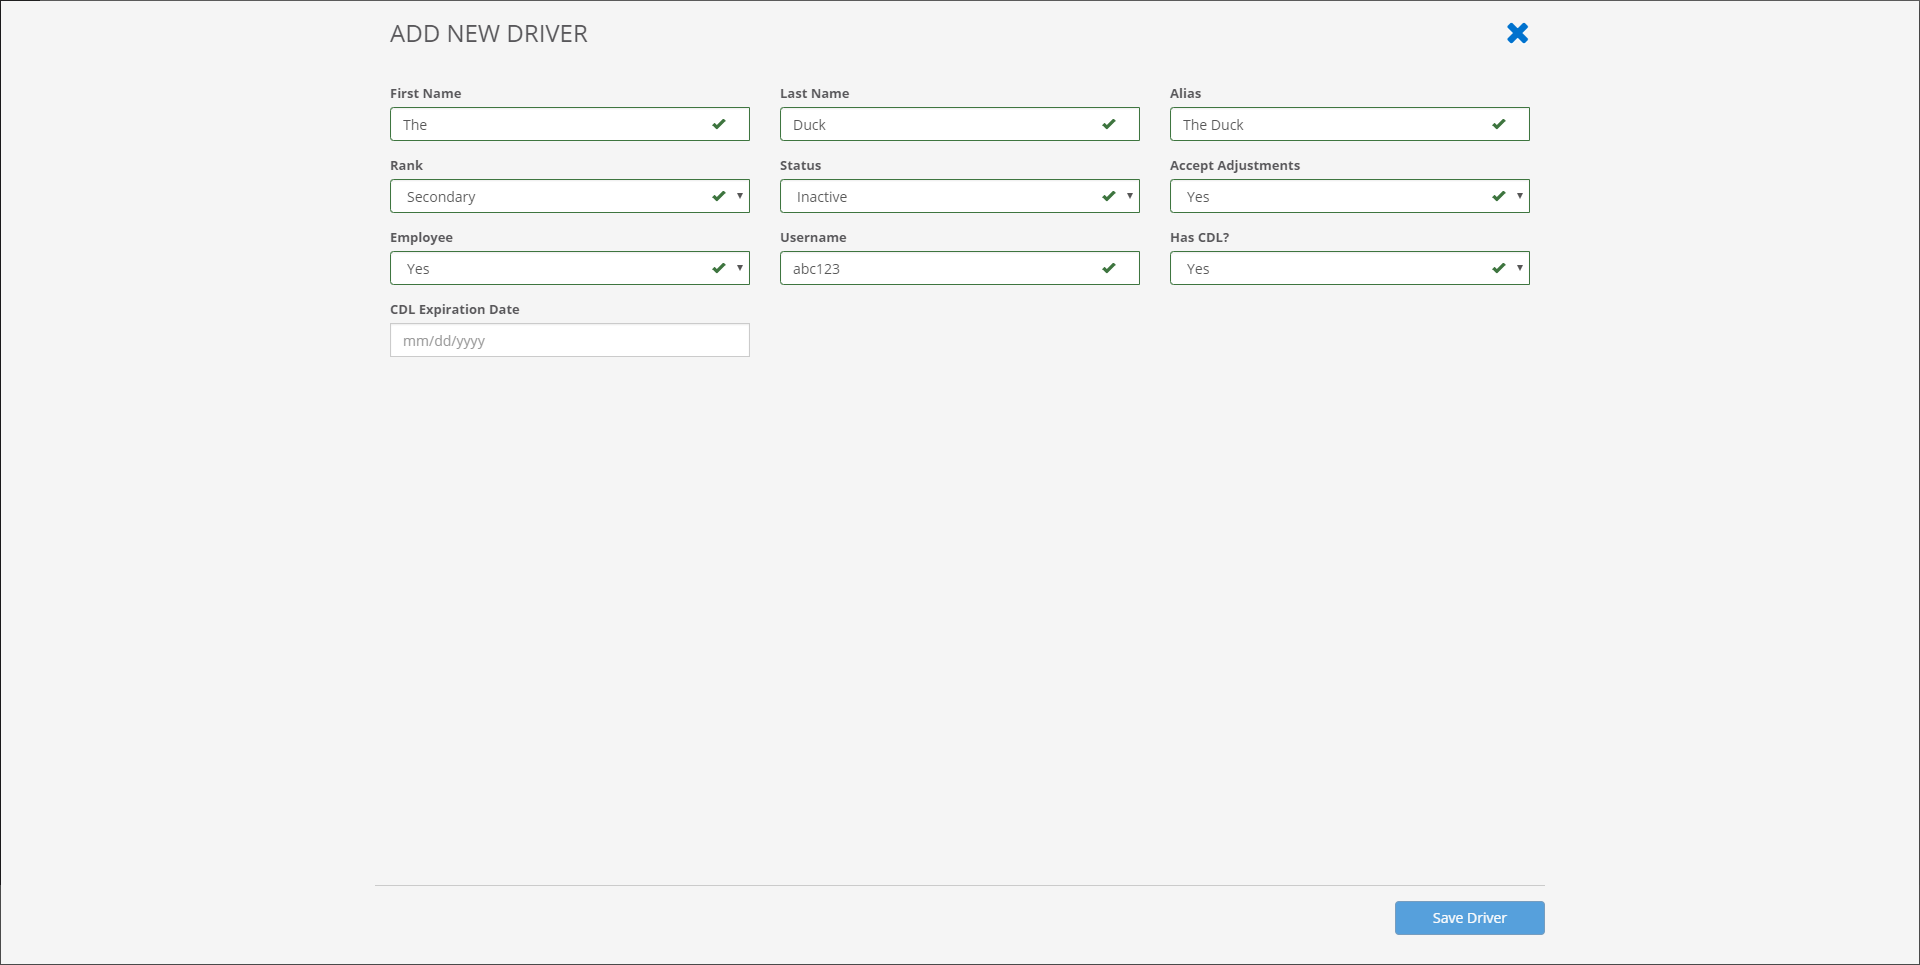 ADD NEW DRIVER
First Name
Last Name
Alias
The
Duck
The Duck
Rank
Status
Accept Adjustments
Secondary
Inactive
Yes
Employee
Username
Has CDL?
Yes
abc123
Yes
CDL Expiration Date
mm/dd/yyyy
Save Driver